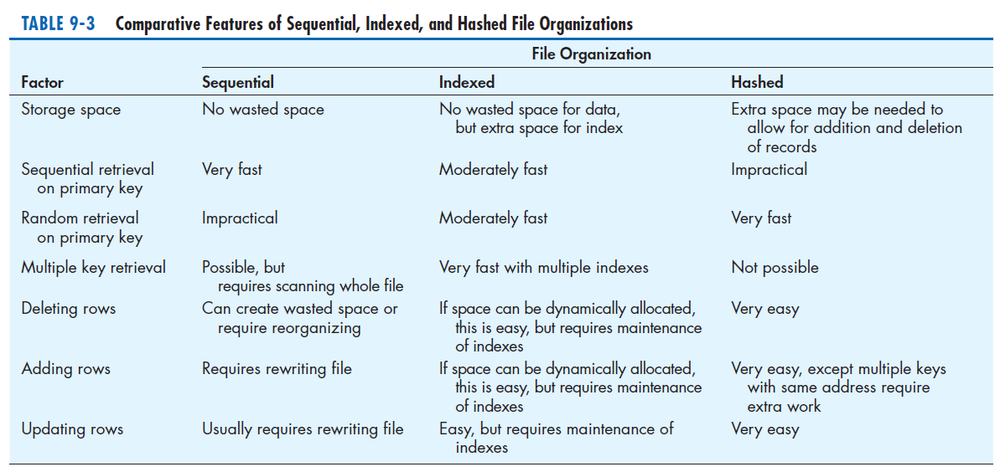 TABLE 9-3 Comparative Features of Sequential, Indexed, and Hashed File Organizations
File Organization
Factor Sequential Indexed Hashed
Storage space No wasted space No wasted space for data, Extra space may be needed to
but extra space for index allow for addition and deletion
of records
Sequential retrieval Very fast Moderately fast Impractical
on primary key
Random retrieval Impractical Moderately fast Very fast
on primary key
Multiple key retrieval Possible, but Very fast with multiple indexes Not possible
requires scanning whole file
Deleting rows Can create wasted space or If space can be dynamically allocated, Very easy
require reorganizing this is easy, but requires maintenance
of indexes
Adding rows Requires rewriting file If space can be dynamically allocated, Very easy, except multiple keys
this is easy, but requires maintenance with same address require
of indexes extra work
Updating rows Usually requires rewriting file Easy, but requires maintenance of Very easy
indexes